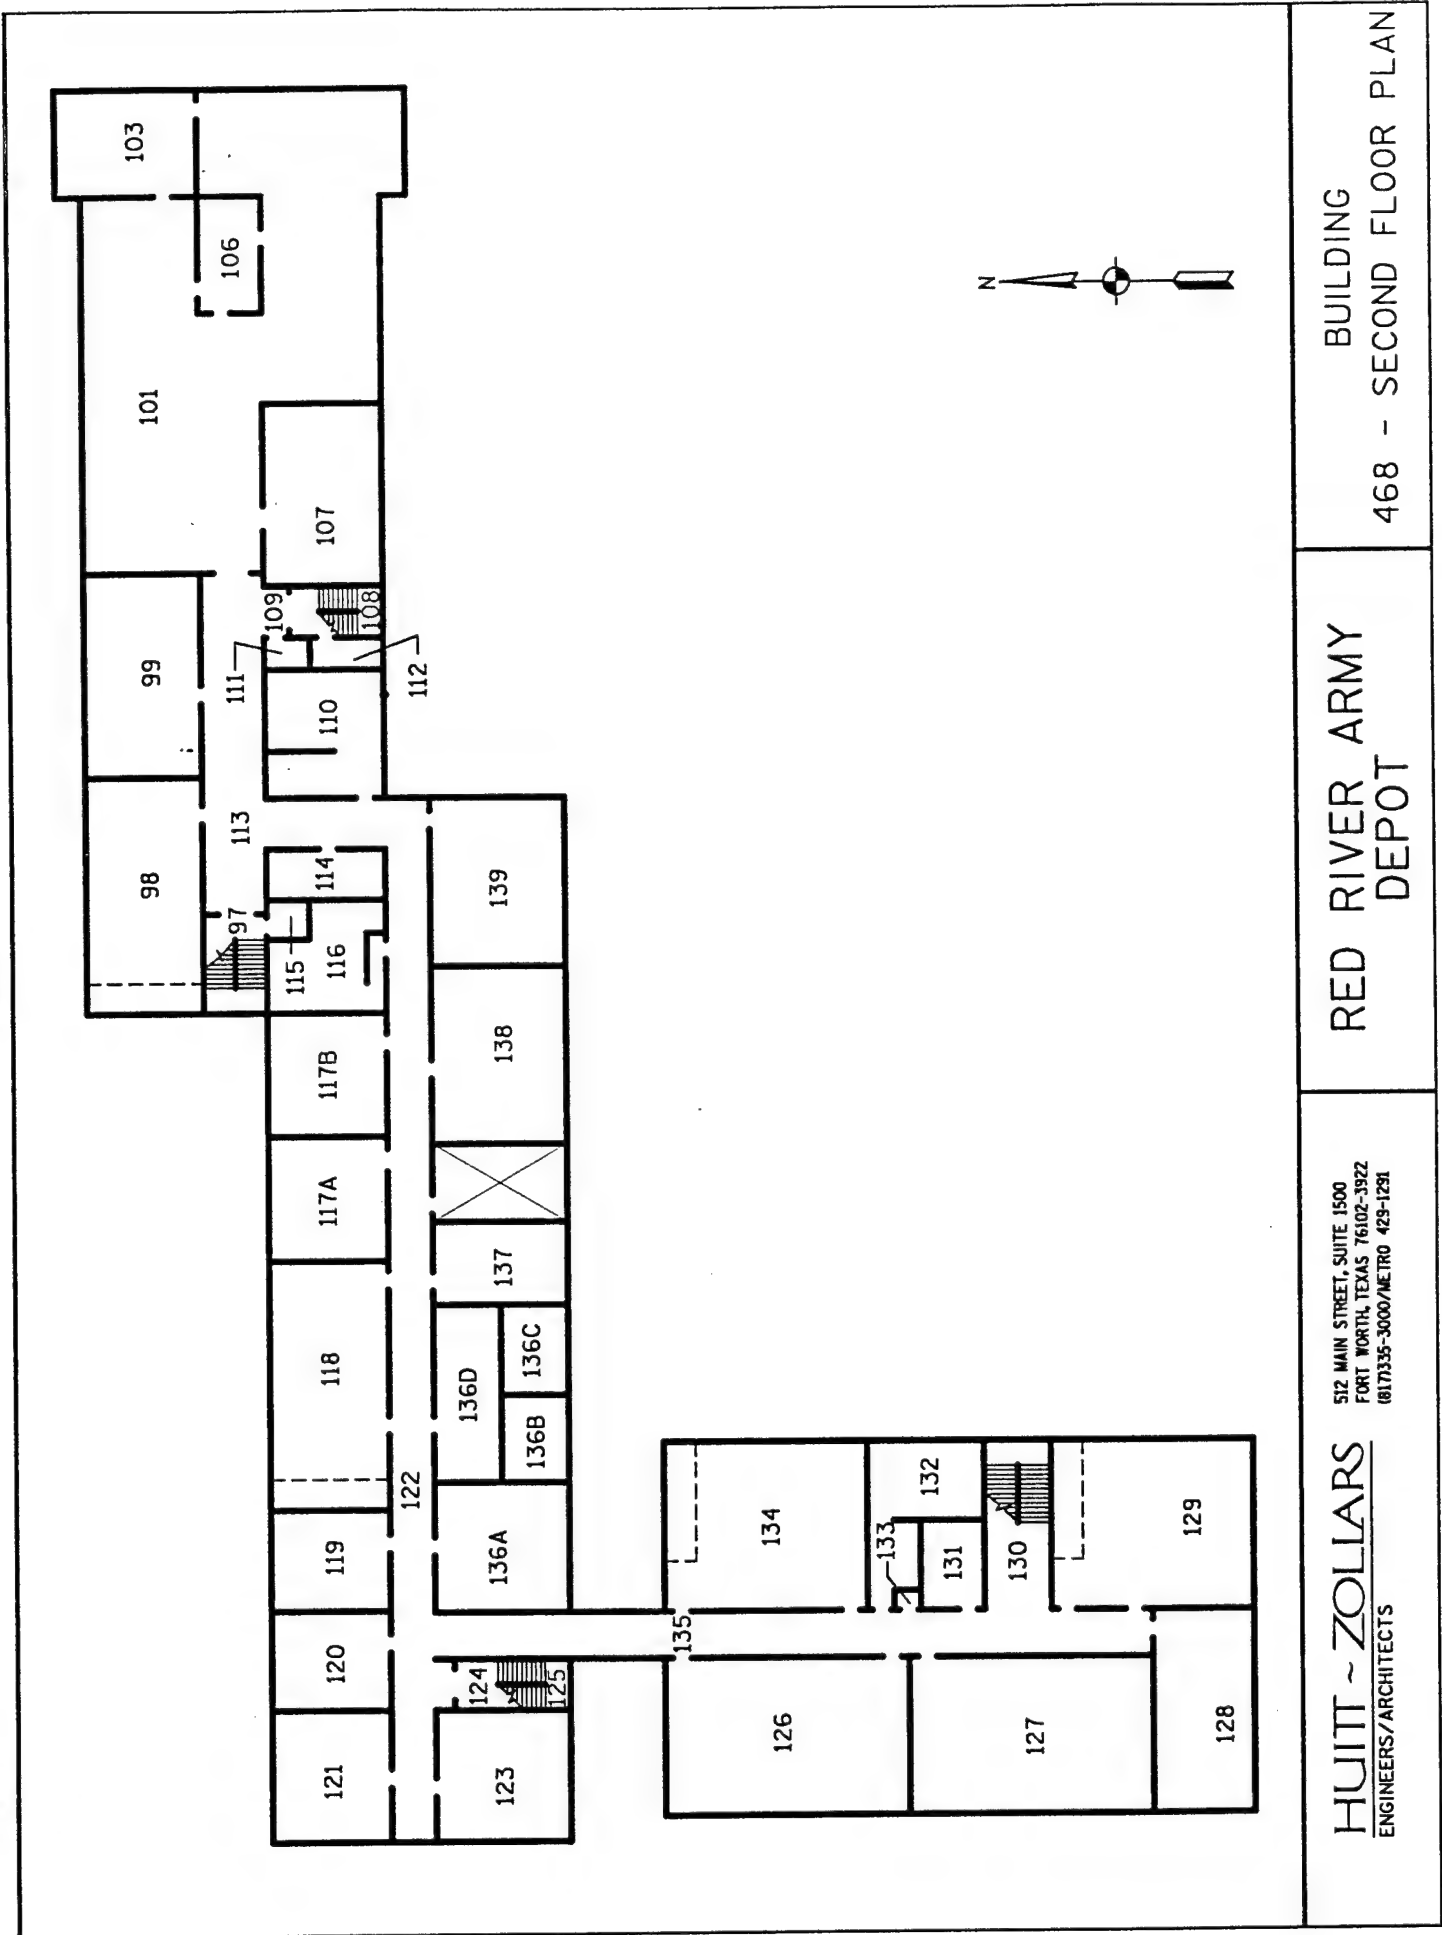 103
106
101
107
109
108
99
111
112
110
113
98
114
97
115
116
139
117B
138
117A
137
118
136D
136C
136B
122
119
136A
120
124
125
121
123
135
134
132
133
131
130
129
126
127
128
N
HUITT ~ ZOLLARS
ENGINEERS/ARCHITECTS
512 MAIN STREET, SUITE 1500
FORT WORTH, TEXAS 76102-3922
(817)335-3000/METRO 429-1291
RED RIVER ARMY
DEPOT
BUILDING
468 - SECOND FLOOR PLAN